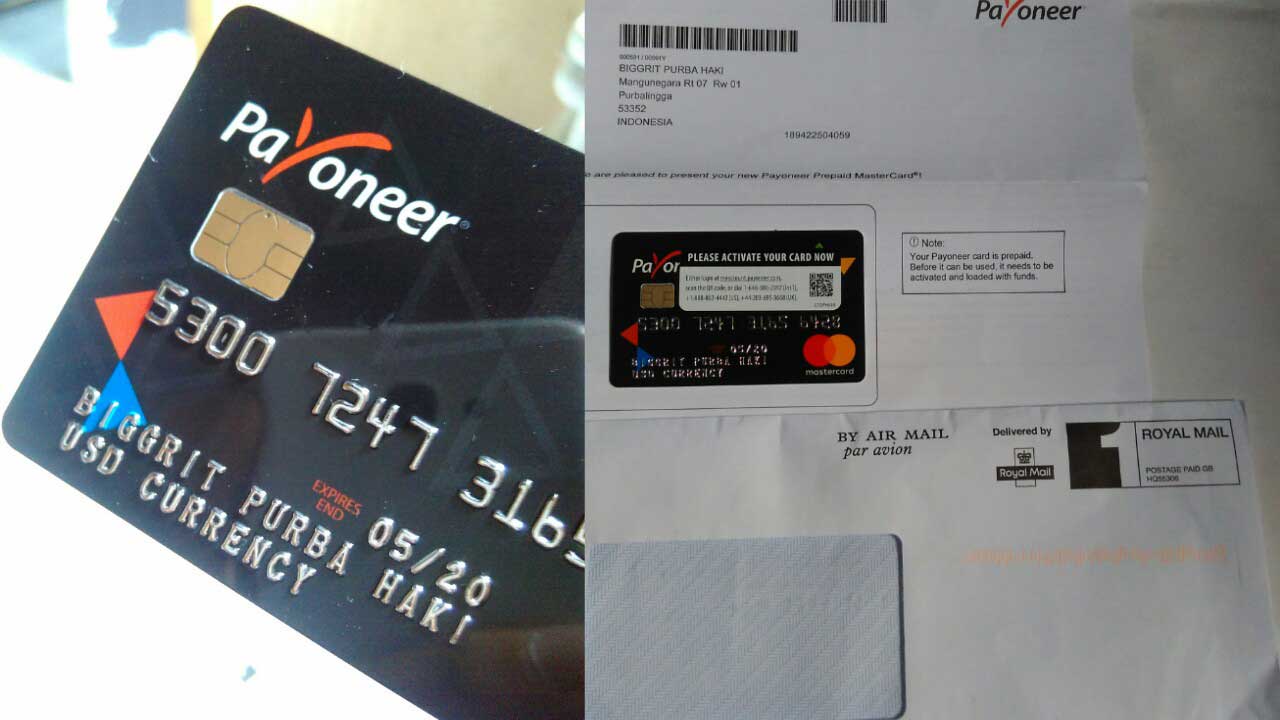 Payoneer®
5300 7247 3165
EXPIRES END 05/20
BIGGRIT PURBA HAKI
USD CURRENCY
Payoneer
BIGGRIT PURBA HAKI
Mangunegara Rt 07 Rw 01
Purbalingga
53352
INDONESIA
189422504059
are pleased to present your new Payoneer Prepaid MasterCard®!
PLEASE ACTIVATE YOUR CARD NOW
Payon
05/20
BIGGRIT PURBA HAKI
USD CURRENCY
mastercard
Note:
Your Payoneer card is prepaid.
Before it can be used, it needs to be
activated and loaded with funds.
BY AIR MAIL
par avion
Delivered by
Royal Mail
1
ROYAL MAIL
POSTAGE PAID GB